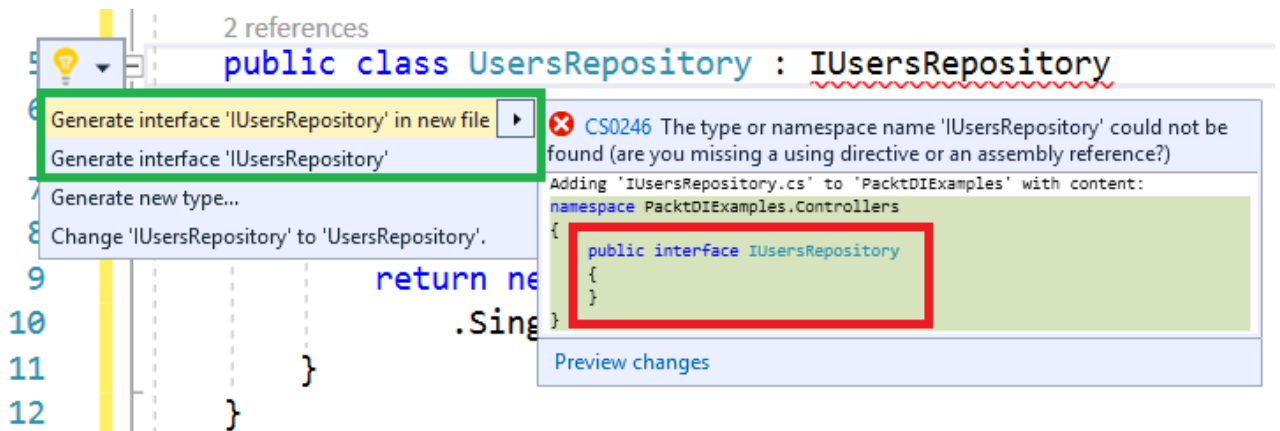 2 references
5 public class UsersRepository : IUsersRepository
6
Generate interface 'IUsersRepository' in new file
Generate interface 'IUsersRepository'
7
Generate new type...
8
Change 'IUsersRepository' to 'UsersRepository'.
CS0246 The type or namespace name 'IUsersRepository' could not be
found (are you missing a using directive or an assembly reference?)
Adding 'IUsersRepository.cs' to 'PacktDIExamples' with content:
namespace PacktDIExamples.Controllers
{
public interface IUsersRepository
{
}
}
Preview changes
9 return ne
10 .Sing
11 }
12 }